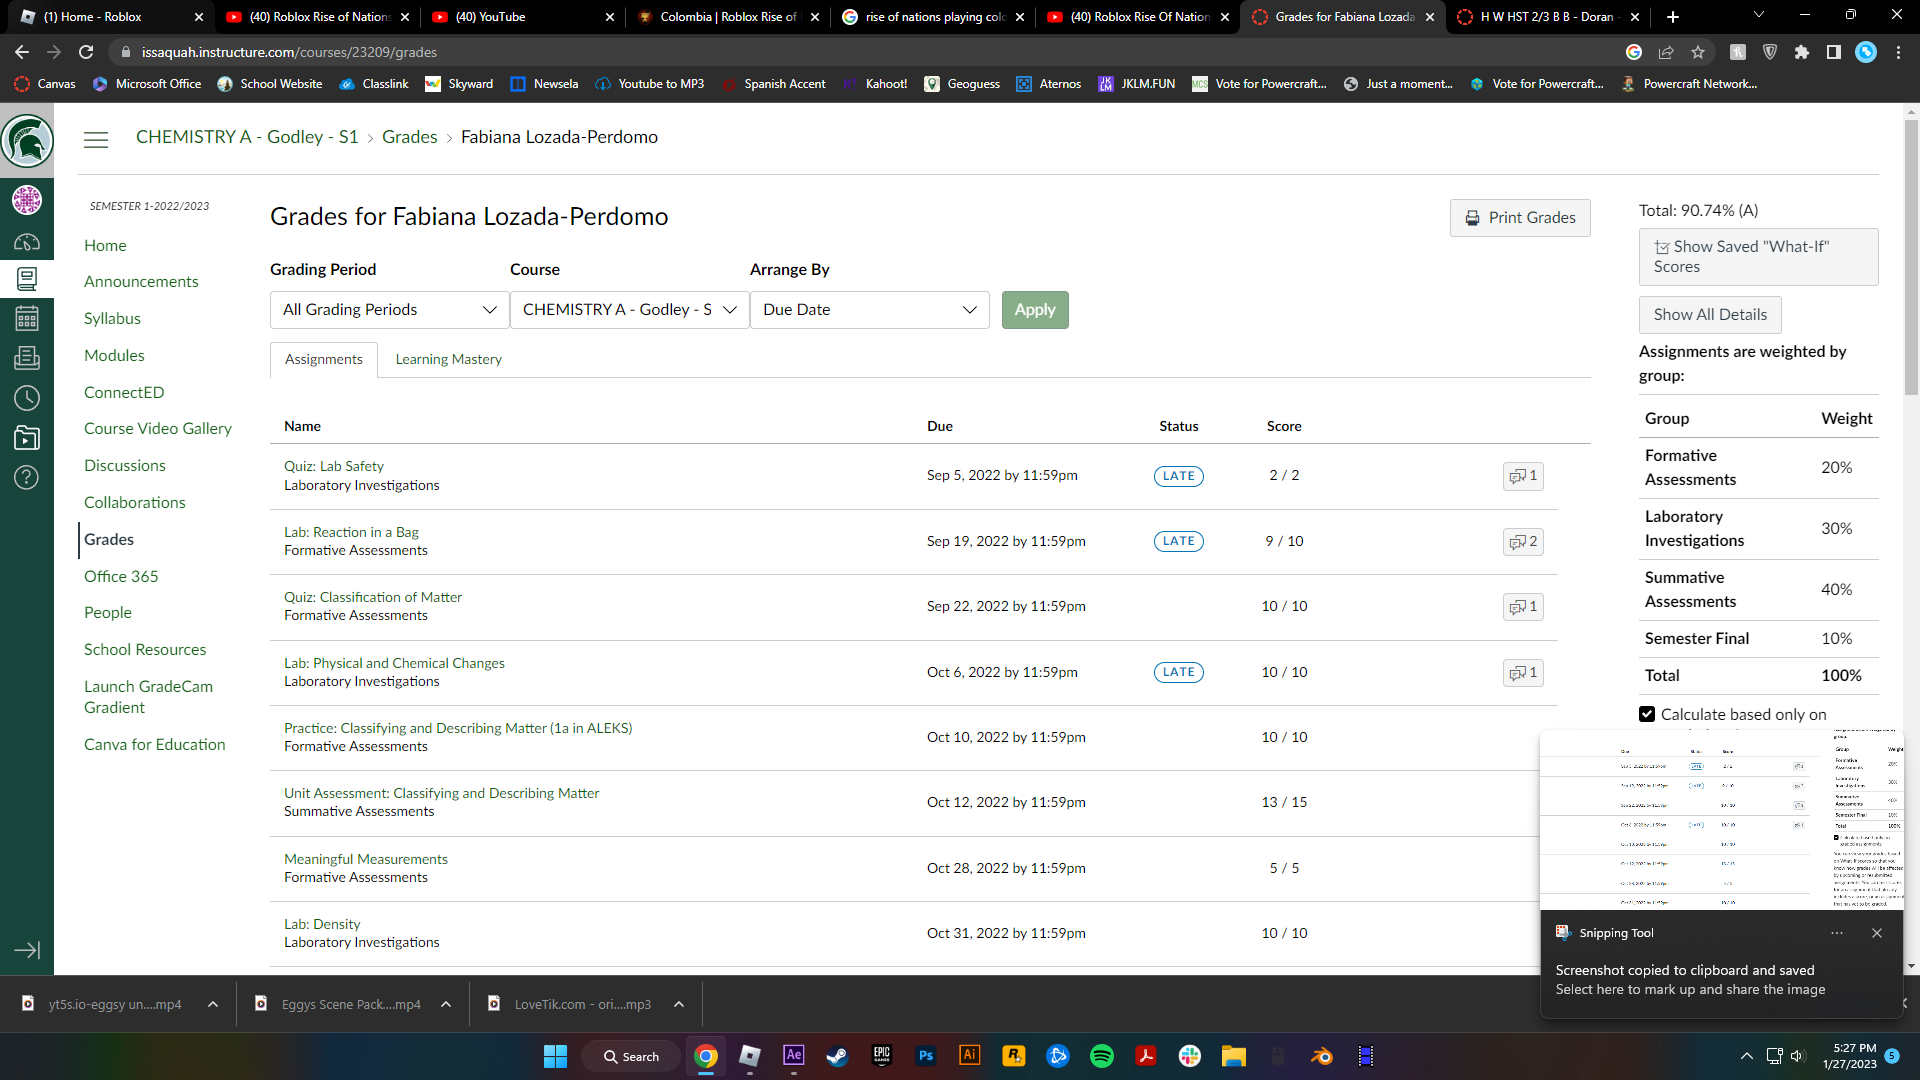 (1) Home - Roblox
(40) Roblox Rise of Nations
(40) YouTube
Colombia | Roblox Rise of
rise of nations playing colo
(40) Roblox Rise Of Nation
Grades for Fabiana Lozada
H W HST 2/3 B B - Doran -
issaquah.instructure.com/courses/23209/grades
Canvas
Microsoft Office
School Website
Classlink
Skyward
Newsela
Youtube to MP3
Spanish Accent
Kahoot!
Geoguess
Aternos
JKLM.FUN
Vote for Powercraft...
Just a moment...
Vote for Powercraft...
Powercraft Network...
CHEMISTRY A - Godley - S1 › Grades › Fabiana Lozada-Perdomo
SEMESTER 1-2022/2023
Home
Announcements
Syllabus
Modules
ConnectED
Course Video Gallery
Discussions
Collaborations
Grades
Office 365
People
School Resources
Launch GradeCam
Gradient
Canva for Education
Grades for Fabiana Lozada-Perdomo
Print Grades
Grading Period
Course
Arrange By
All Grading Periods
CHEMISTRY A - Godley - S
Due Date
Apply
Assignments
Learning Mastery
Name Due Status Score
Quiz: Lab Safety
Laboratory Investigations
Sep 5, 2022 by 11:59pm LATE 2 / 2 1
Lab: Reaction in a Bag
Formative Assessments
Sep 19, 2022 by 11:59pm LATE 9 / 10 2
Quiz: Classification of Matter
Formative Assessments
Sep 22, 2022 by 11:59pm 10 / 10 1
Lab: Physical and Chemical Changes
Laboratory Investigations
Oct 6, 2022 by 11:59pm LATE 10 / 10 1
Practice: Classifying and Describing Matter (1a in ALEKS)
Formative Assessments
Oct 10, 2022 by 11:59pm 10 / 10
Unit Assessment: Classifying and Describing Matter
Summative Assessments
Oct 12, 2022 by 11:59pm 13 / 15
Meaningful Measurements
Formative Assessments
Oct 28, 2022 by 11:59pm 5 / 5
Lab: Density
Laboratory Investigations
Oct 31, 2022 by 11:59pm 10 / 10
Total: 90.74% (A)
Show Saved "What-If"
Scores
Show All Details
Assignments are weighted by
group:
Group Weight
Formative
Assessments
20%
Laboratory
Investigations
30%
Summative
Assessments
40%
Semester Final 10%
Total 100%
Calculate based only on
Snipping Tool
Screenshot copied to clipboard and saved
Select here to mark up and share the image
yt5s.io-eggsy un....mp4
Eggys Scene Pack....mp4
LoveTik.com - ori....mp3
Search
5:27 PM
1/27/2023
5